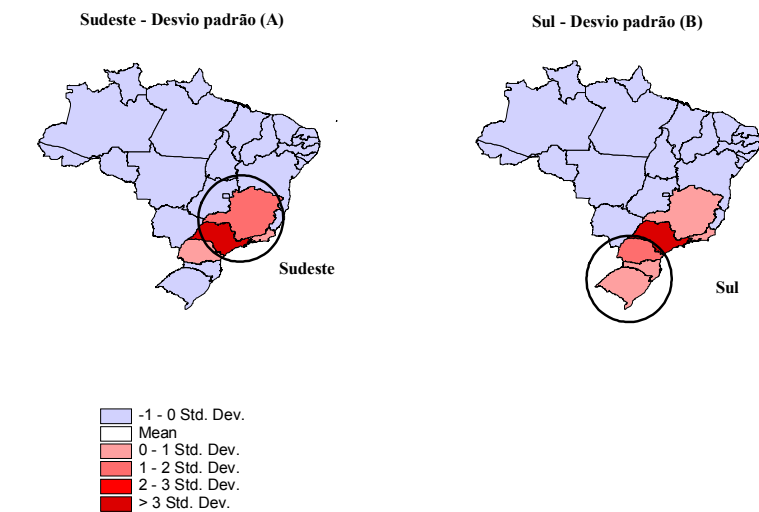 Sudeste - Desvio padrão (A)
Sul - Desvio padrão (B)
Sudeste
Sul
-1 - 0 Std. Dev.
Mean
0 - 1 Std. Dev.
1 - 2 Std. Dev.
2 - 3 Std. Dev.
> 3 Std. Dev.